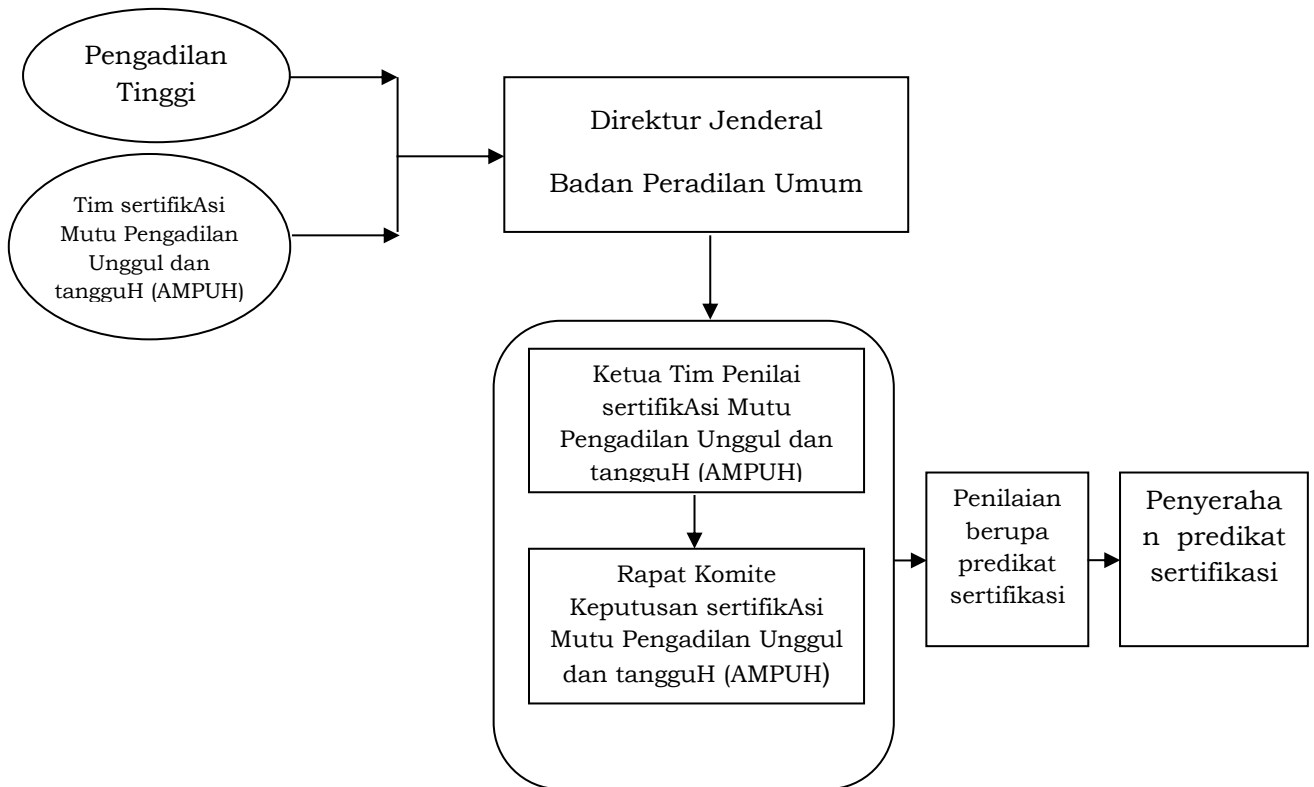 Pengadilan
Tinggi
Tim sertifikAsi
Mutu Pengadilan
Unggul dan
tangguH (AMPUH)
Direktur Jenderal
Badan Peradilan Umum
Ketua Tim Penilai
sertifikAsi Mutu
Pengadilan Unggul dan
tangguH (AMPUH)
Rapat Komite
Keputusan sertifikAsi
Mutu Pengadilan Unggul
dan tangguH (AMPUH)
Penilaian
berupa
predikat
sertifikasi
Penyeraha
n predikat
sertifikasi